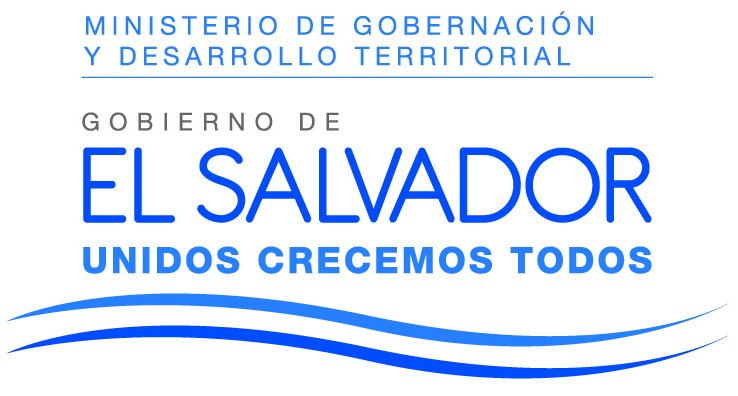 MINISTERIO DE GOBERNACIÓN
Y DESARROLLO TERRITORIAL
GOBIERNO DE
EL SALVADOR
UNIDOS CRECEMOS TODOS